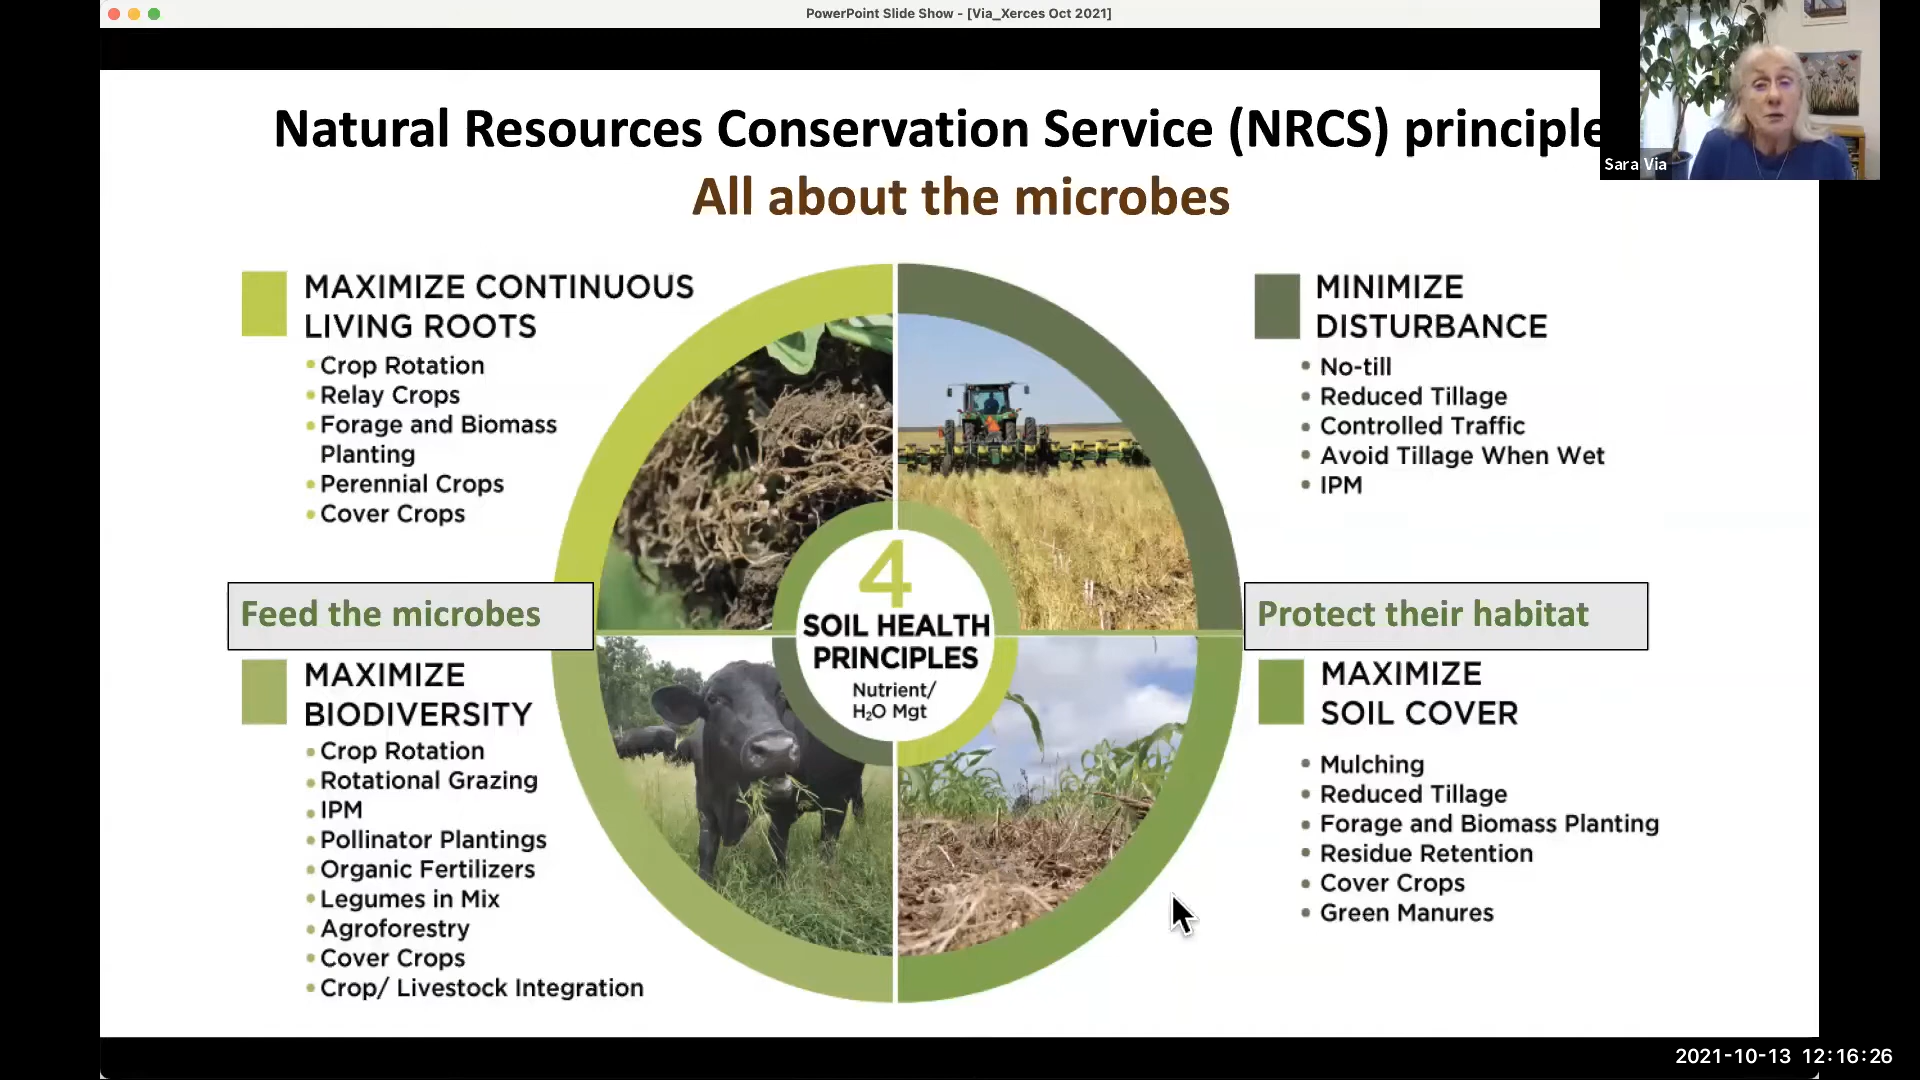 PowerPoint Slide Show - [Via_Xerces Oct 2021]
Sara Via
Natural Resources Conservation Service (NRCS) principle
All about the microbes
MAXIMIZE CONTINUOUS
LIVING ROOTS
• Crop Rotation
• Relay Crops
• Forage and Biomass
Planting
• Perennial Crops
• Cover Crops
MINIMIZE
DISTURBANCE
• No-till
• Reduced Tillage
• Controlled Traffic
• Avoid Tillage When Wet
• IPM
Feed the microbes
4
SOIL HEALTH
PRINCIPLES
Nutrient/
H₂O Mgt
Protect their habitat
MAXIMIZE
BIODIVERSITY
• Crop Rotation
• Rotational Grazing
• IPM
• Pollinator Plantings
• Organic Fertilizers
• Legumes in Mix
• Agroforestry
• Cover Crops
• Crop/ Livestock Integration
MAXIMIZE
SOIL COVER
• Mulching
• Reduced Tillage
• Forage and Biomass Planting
• Residue Retention
• Cover Crops
• Green Manures
2021-10-13 12:16:26